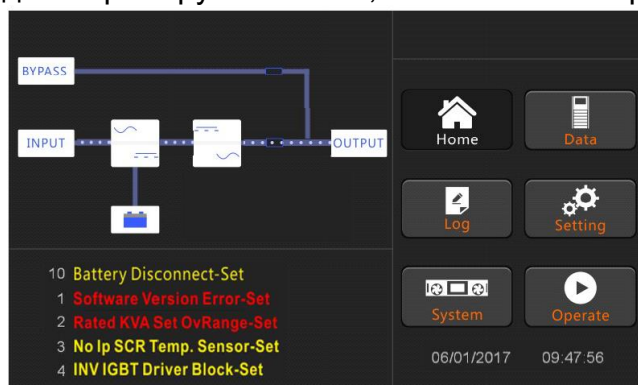 BYPASS
INPUT
OUTPUT
Home
Data
Log
Setting
System
Operate
10 Battery Disconnect-Set
1 Software Version Error-Set
2 Rated KVA Set OvRange-Set
3 No Ip SCR Temp. Sensor-Set
4 INV IGBT Driver Block-Set
06/01/2017 09:47:56